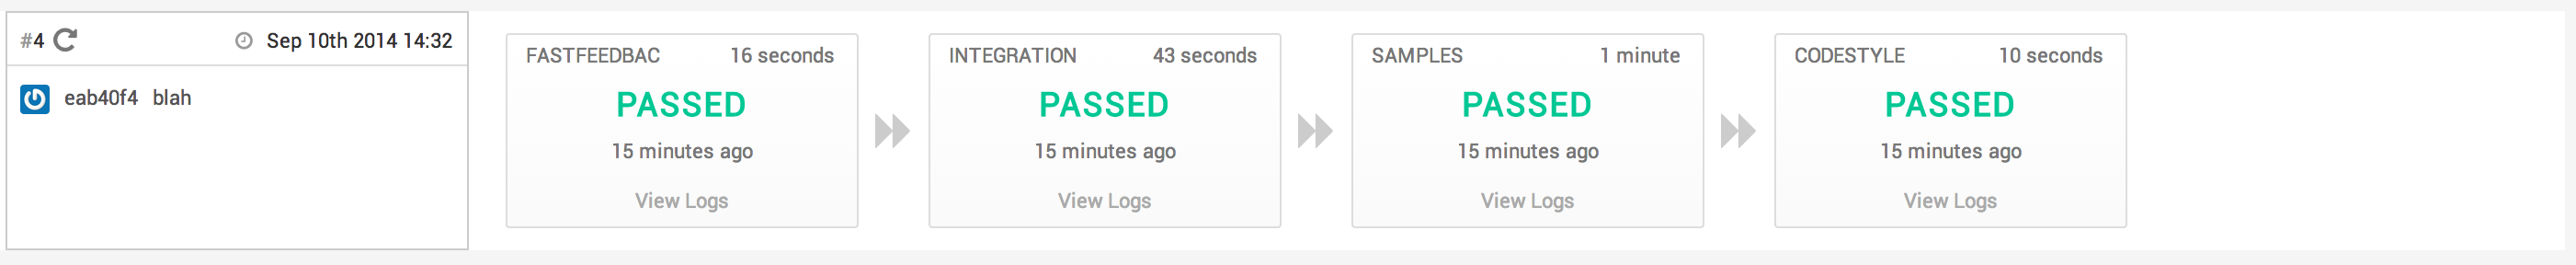 #4 Sep 10th 2014 14:32
eab40f4 blah
FASTFEEDBAC 16 seconds
PASSED
15 minutes ago
View Logs
INTEGRATION 43 seconds
PASSED
15 minutes ago
View Logs
SAMPLES 1 minute
PASSED
15 minutes ago
View Logs
CODESTYLE 10 seconds
PASSED
15 minutes ago
View Logs